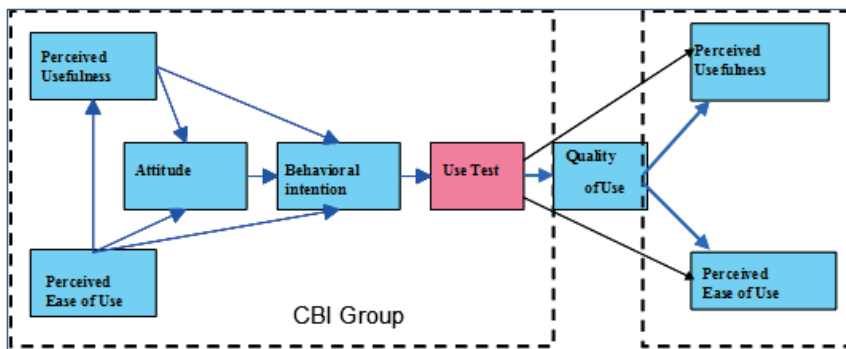 Perceived
Usefulness
Attitude
Behavioral
intention
Use Test
Quality
of Use
Perceived
Usefulness
Perceived
Ease of Use
Perceived
Ease of Use
CBI Group